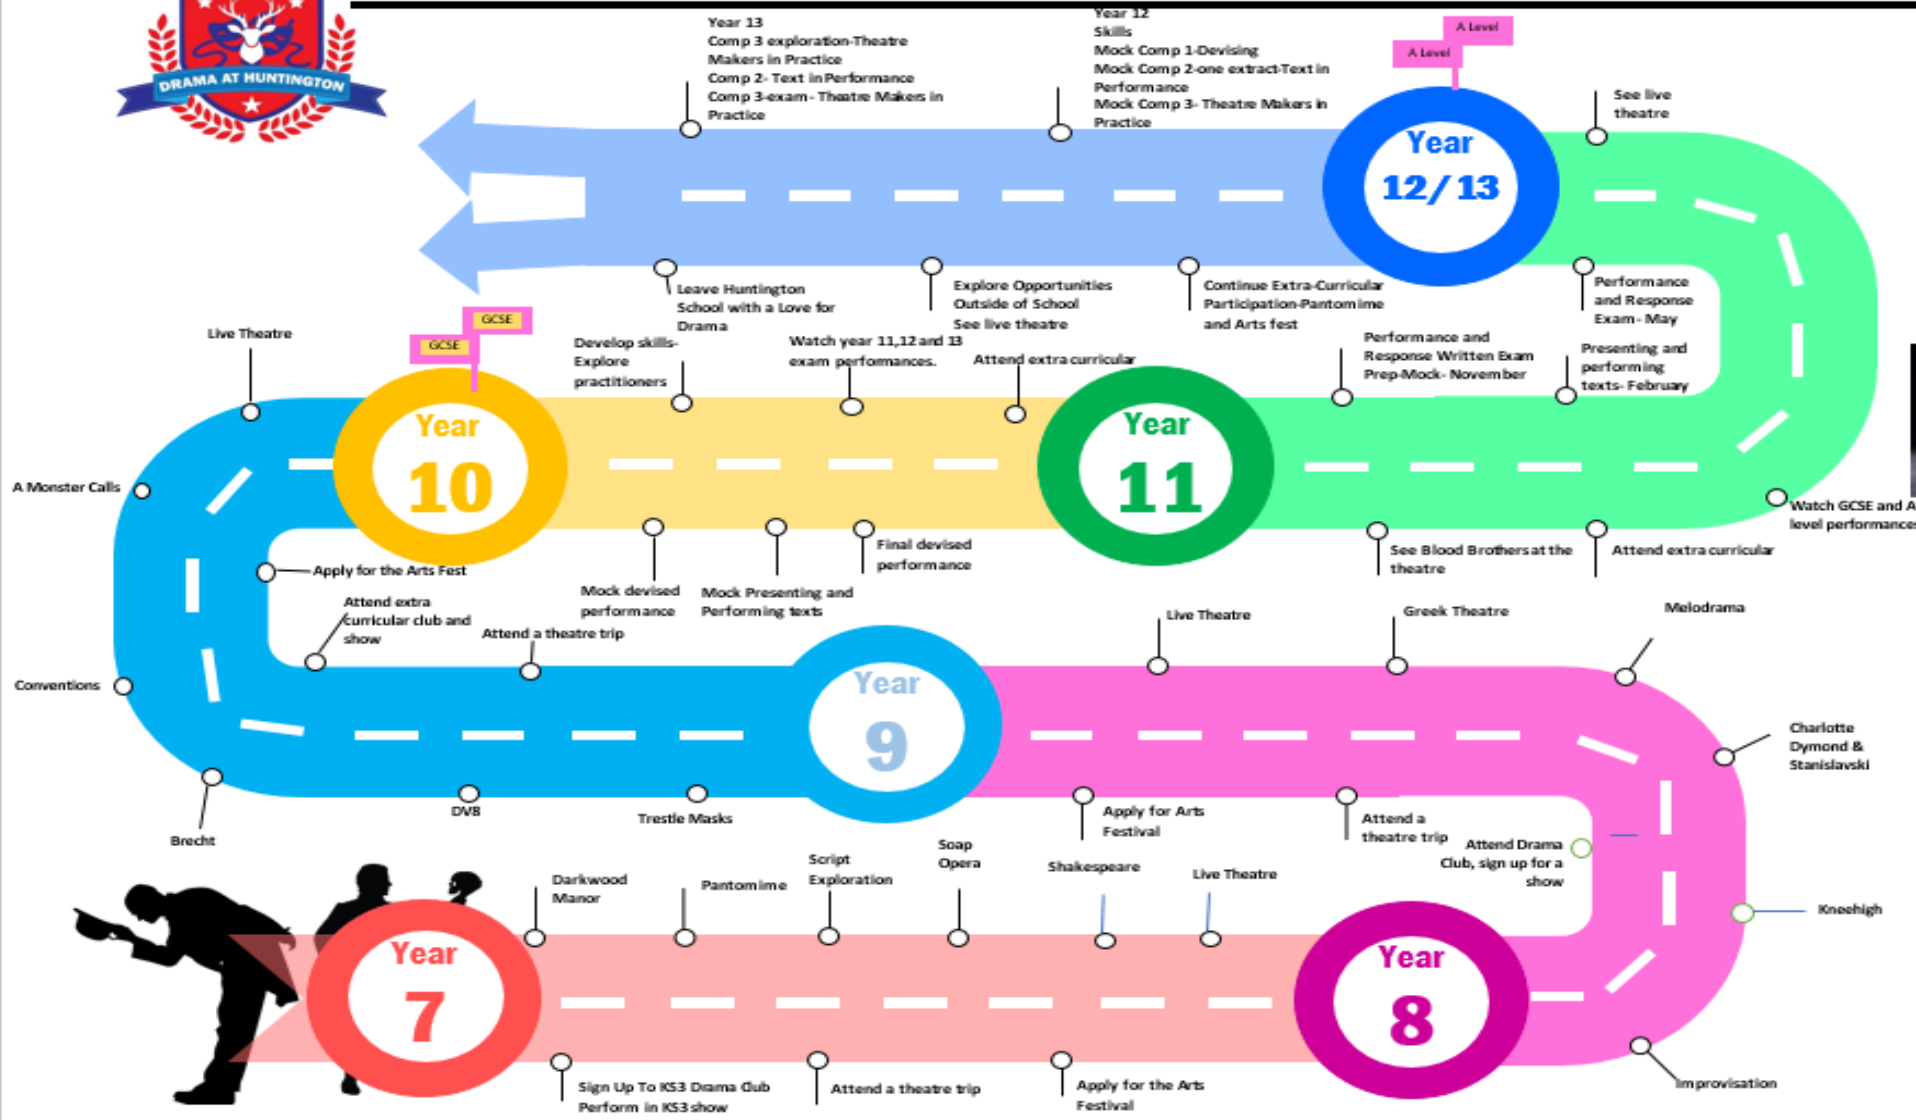 DRAMA AT HUNTINGTON
Year 13
Comp 3 exploration-Theatre
Makers in Practice
Comp 2- Text in Performance
Comp 3-exam- Theatre Makers in
Practice
Year 12
Skills
Mock Comp 1-Devising
Mock Comp 2-one extract-Text in
Performance
Mock Comp 3- Theatre Makers in
Practice
A Level
A Level
Year
12/13
See live
theatre
Leave Huntington
School with a Love for
Drama
Explore Opportunities
Outside of School
See live theatre
Continue Extra-Curricular
Participation-Pantomime
and Arts fest
Performance
and Response
Exam- May
GCSE
GCSE
Live Theatre
Develop skills-
Explore
practitioners
Watch year 11,12 and 13
exam performances.
Attend extra curricular
Performance and
Response Written Exam
Prep-Mock- November
Presenting and
performing
texts- February
Year
10
Year
11
A Monster Calls
Watch GCSE and A
level performances
Apply for the Arts Fest
Final devised
performance
See Blood Brothers at the
theatre
Attend extra curricular
Mock devised
performance
Mock Presenting and
Performing texts
Attend extra
curricular club and
show
Attend a theatre trip
Live Theatre
Greek Theatre
Melodrama
Conventions
Year
9
Charlotte
Dymond &
Stanislavski
Brecht
DV8
Trestle Masks
Apply for Arts
Festival
Attend a
theatre trip
Attend Drama
Club, sign up for a
show
Kneehigh
Darkwood
Manor
Pantomime
Script
Exploration
Soap
Opera
Shakespeare
Live Theatre
Year
7
Year
8
Improvisation
Sign Up To KS3 Drama Club
Perform in KS3 show
Attend a theatre trip
Apply for the Arts
Festival